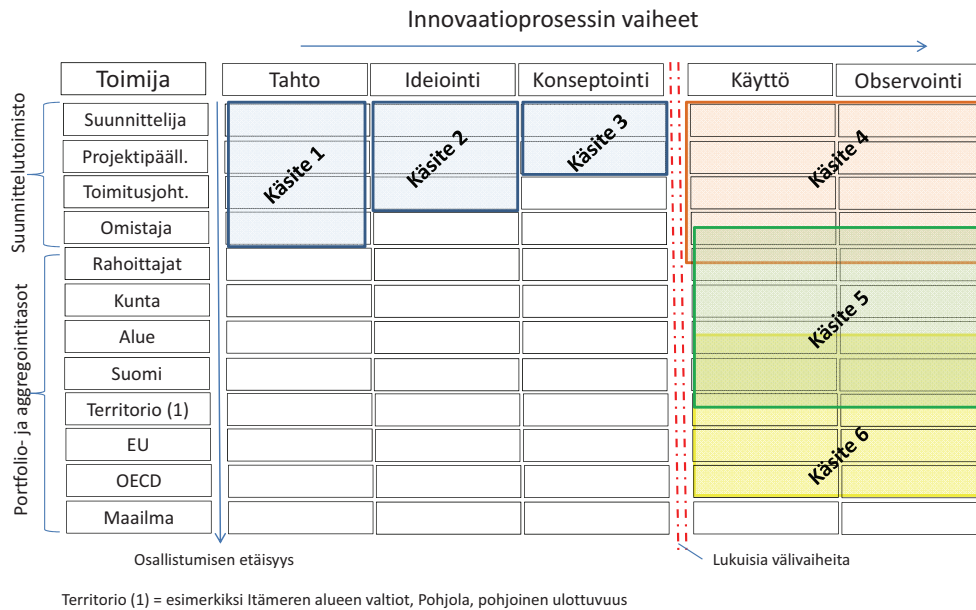 Innovaatioprosessin vaiheet
Toimija
Tahto
Ideiointi
Konseptointi
Käyttö
Observointi
Suunnittelutoimisto
Suunnittelija
Projektipääll.
Toimitusjoht.
Omistaja
Portfolio- ja aggregointitasot
Rahoittajat
Kunta
Alue
Suomi
Territorio (1)
EU
OECD
Maailma
Käsite 1
Käsite 2
Käsite 3
Käsite 4
Käsite 5
Käsite 6
Osallistumisen etäisyys
Lukuisia välivaiheita
Territorio (1) = esimerkiksi Itämeren alueen valtiot, Pohjola, pohjoinen ulottuvuus